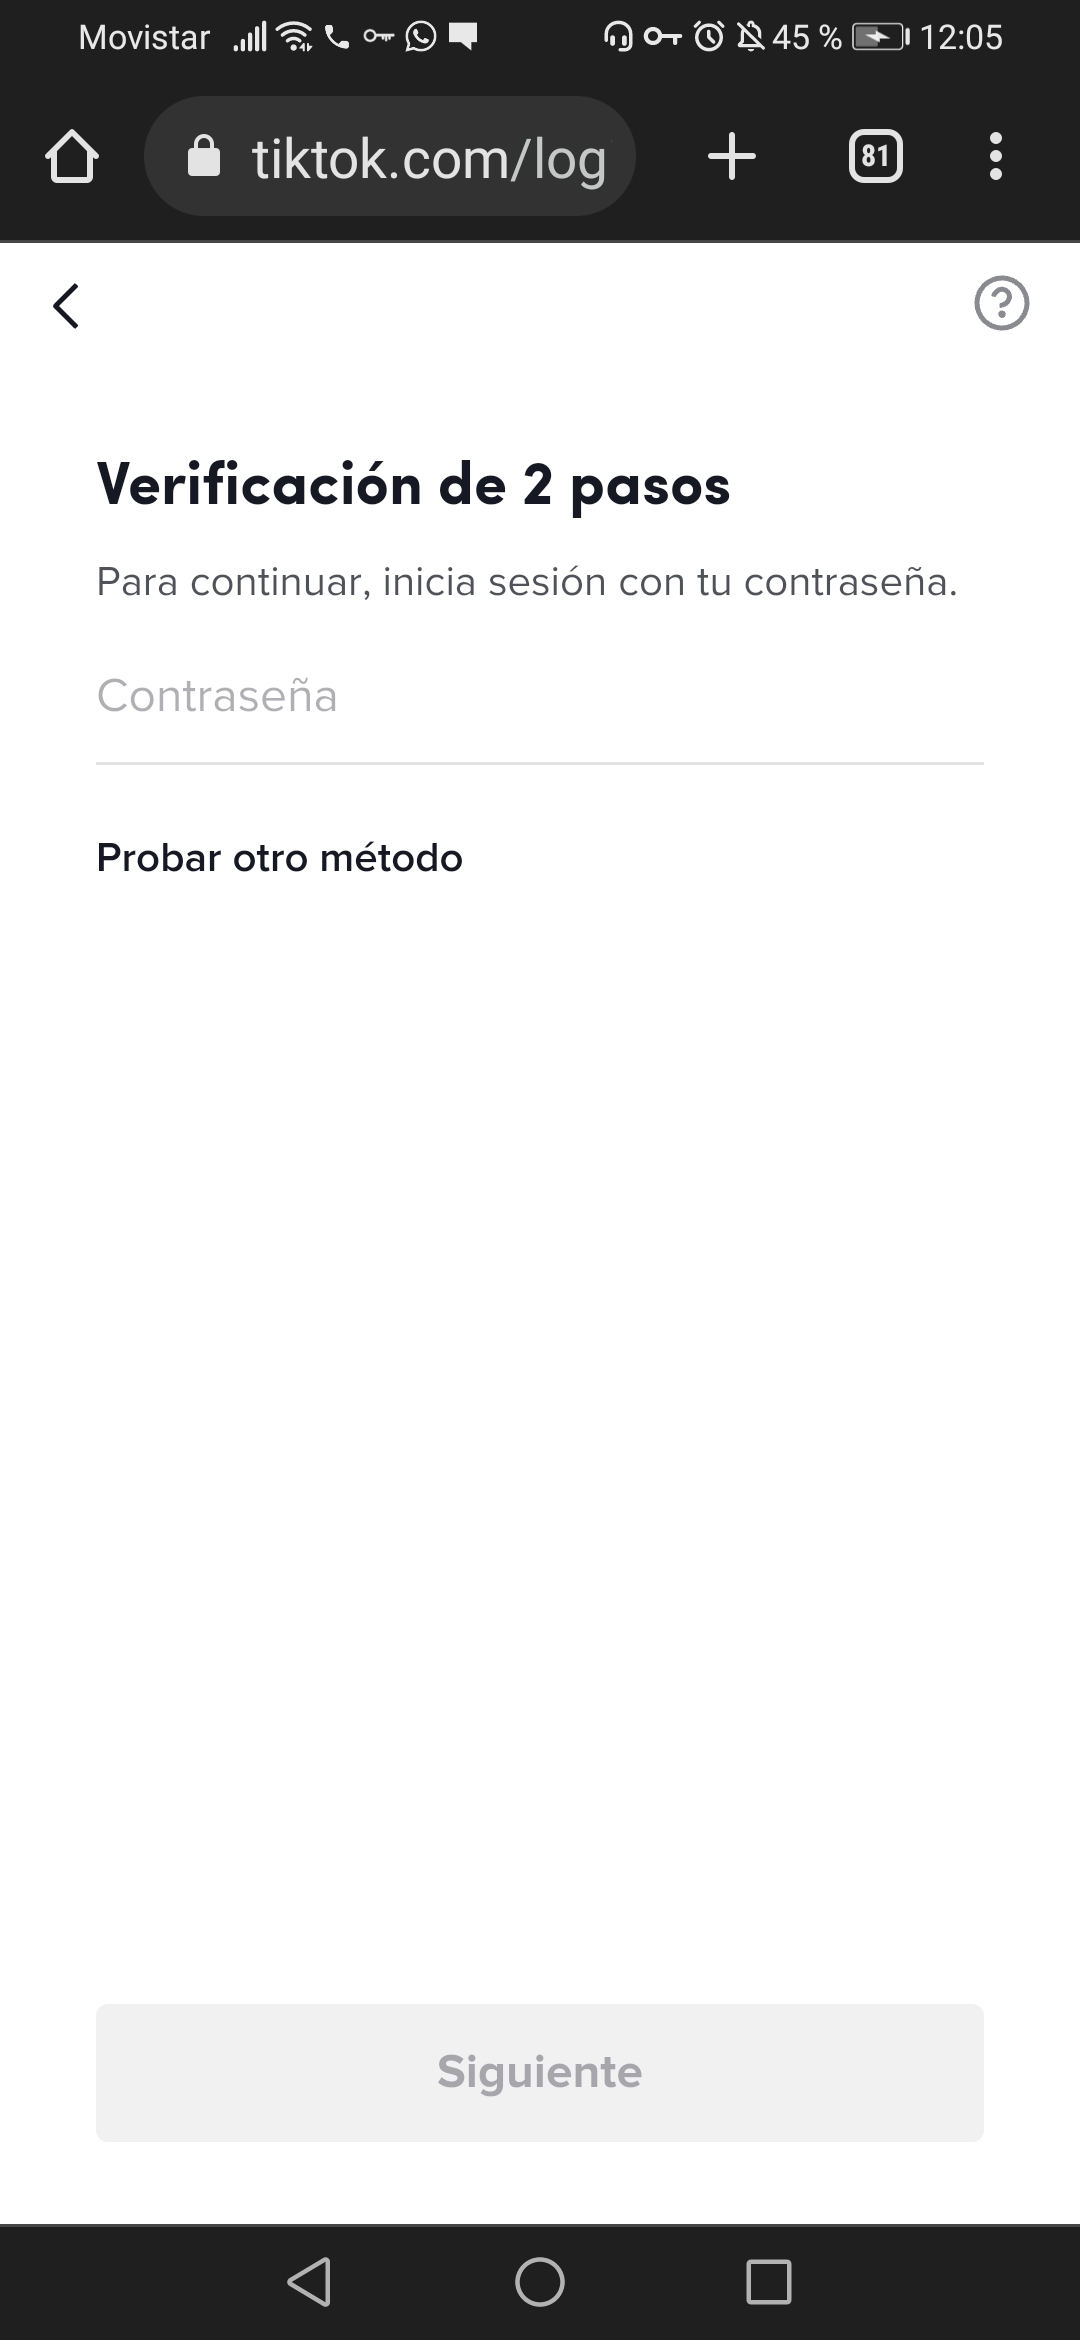 Movistar 45 % 12:05
tiktok.com/log
81
Verificación de 2 pasos
Para continuar, inicia sesión con tu contraseña.
Contraseña
Probar otro método
Siguiente